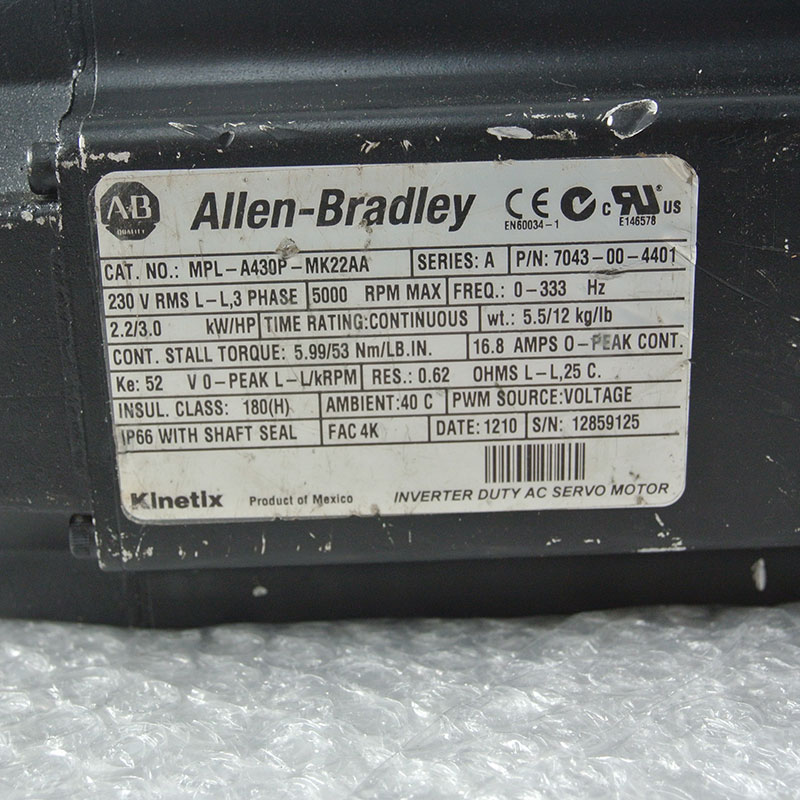 A-B
QUALITY
Allen-Bradley
CE
EN60034-1
c UR ® US
E146578
CAT. NO.: MPL-A430P-MK22AA SERIES: A P/N: 7043-00-4401
230 V RMS L-L,3 PHASE 5000 RPM MAX FREQ.: 0-333 Hz
2.2/3.0 kW/HP TIME RATING:CONTINUOUS wt.: 5.5/12 kg/lb
CONT. STALL TORQUE: 5.99/53 Nm/LB.IN. 16.8 AMPS O-PEAK CONT.
Ke: 52 V 0-PEAK L-L/kRPM RES.: 0.62 OHMS L-L,25 C.
INSUL. CLASS: 180(H) AMBIENT:40 C PWM SOURCE:VOLTAGE
IP66 WITH SHAFT SEAL FAC 4K DATE: 1210 S/N: 12859125
Kinetix Product of Mexico INVERTER DUTY AC SERVO MOTOR